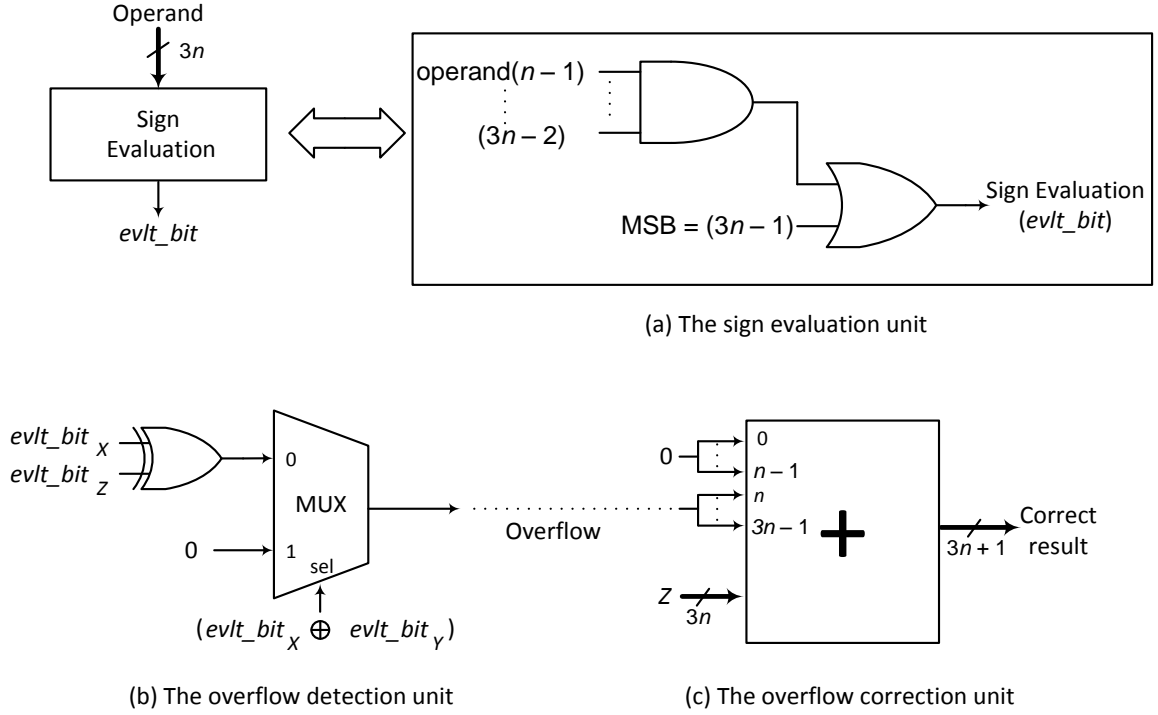 Operand
3n
Sign
Evaluation
evlt_bit
operand(n – 1)
(3n – 2)
MSB = (3n – 1)
Sign Evaluation
(evlt_bit)
(a) The sign evaluation unit
evlt_bit X
evlt_bit Z
0
MUX
0
1
sel
(evlt_bit X ⊕ evlt_bit Y)
Overflow
(b) The overflow detection unit
0
0
n – 1
n
3n – 1
+
Z
3n
3n + 1
Correct
result
(c) The overflow correction unit